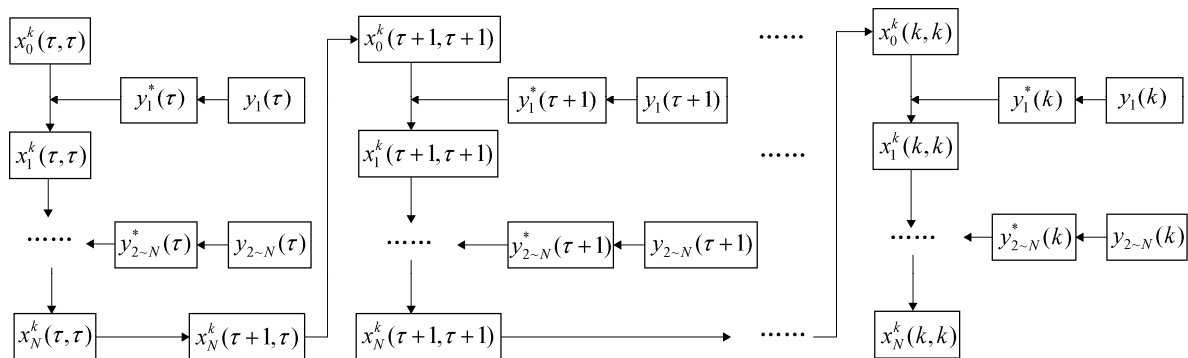 x_0^k(τ,τ)
y_1^*(τ)
y_1(τ)
x_1^k(τ,τ)
……
y_{2~N}^*(τ)
y_{2~N}(τ)
x_N^k(τ,τ)
x_N^k(τ+1,τ)
x_0^k(τ+1,τ+1)
y_1^*(τ+1)
y_1(τ+1)
x_1^k(τ+1,τ+1)
……
y_{2~N}^*(τ+1)
y_{2~N}(τ+1)
x_N^k(τ+1,τ+1)
……
……
……
x_0^k(k,k)
y_1^*(k)
y_1(k)
x_1^k(k,k)
……
y_{2~N}^*(k)
y_{2~N}(k)
x_N^k(k,k)